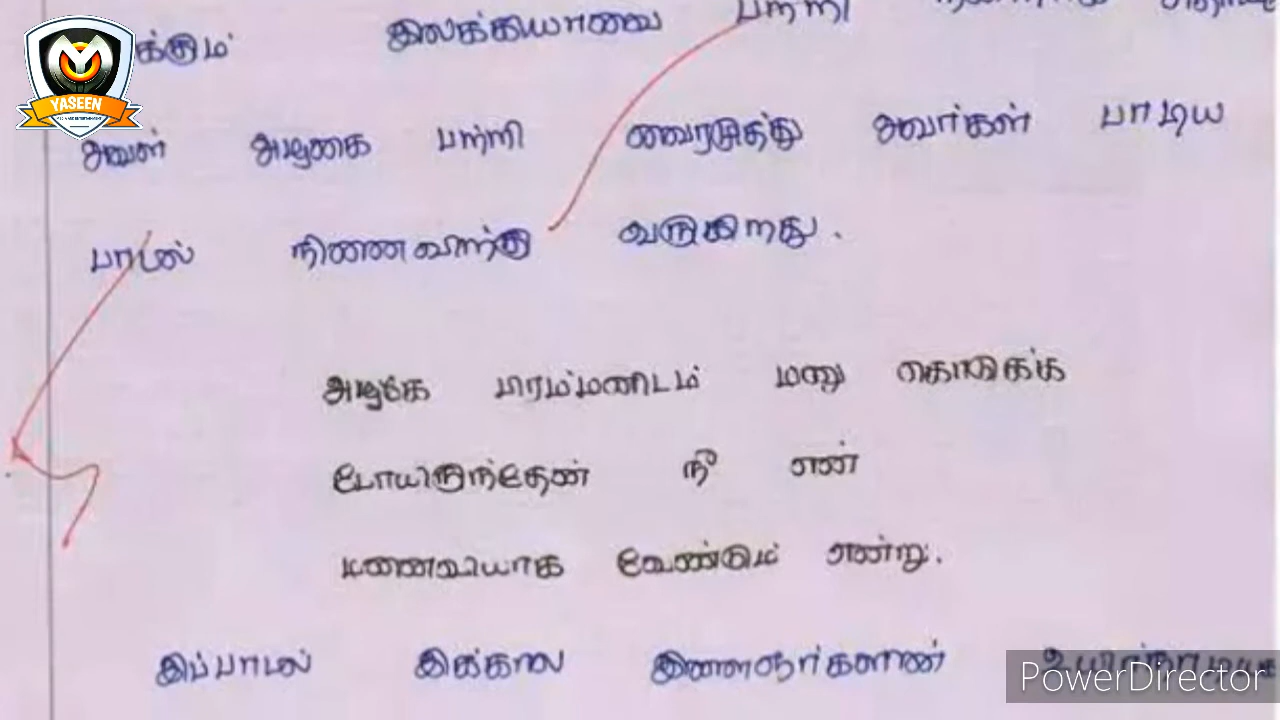 க்கும் இலக்கியாவை பற்றி
YASEEN
அவள் அழகை பற்றி வைரமுத்து அவர்கள் பாடிய
பாடல் நிணைவிற்கு வருகிறது.
அழகே பிரம்மனிடம் மனு கொடுக்க
போயிருந்தேன் நீ என்
மணைவியாக வேண்டும் என்று.
இப்பாடல் இக்கால இளைஞர்களான்
PowerDirector